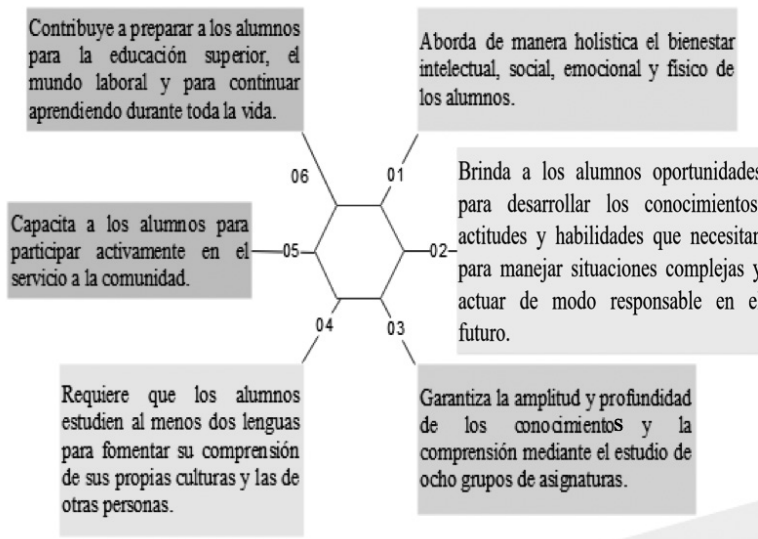 Contribuye a preparar a los alumnos
para la educación superior, el
mundo laboral y para continuar
aprendiendo durante toda la vida.
Aborda de manera holistica el bienestar
intelectual, social, emocional y físico de
los alumnos.
06
01
Brinda a los alumnos oportunidades
para desarrollar los conocimientos
actitudes y habilidades que necesitan
para manejar situaciones complejas y
actuar de modo responsable en el
futuro.
Capacita a los alumnos para
participar activamente en el
servicio a la comunidad.
05
02
04
03
Requiere que los alumnos
estudien al menos dos lenguas
para fomentar su comprensión
de sus propias culturas y las de
otras personas.
Garantiza la amplitud y profundidad
de los conocimientos y la
comprensión mediante el estudio de
ocho grupos de asignaturas.